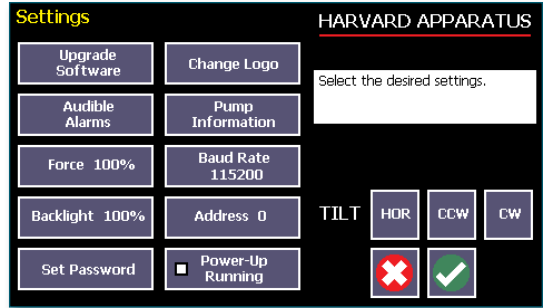 Settings
HARVARD APPARATUS
Upgrade
Software
Change Logo
Select the desired settings.
Audible
Alarms
Pump
Information
Force 100%
Baud Rate
115200
Backlight 100%
Address 0
TILT
HOR
CCW
CW
Set Password
Power-Up
Running